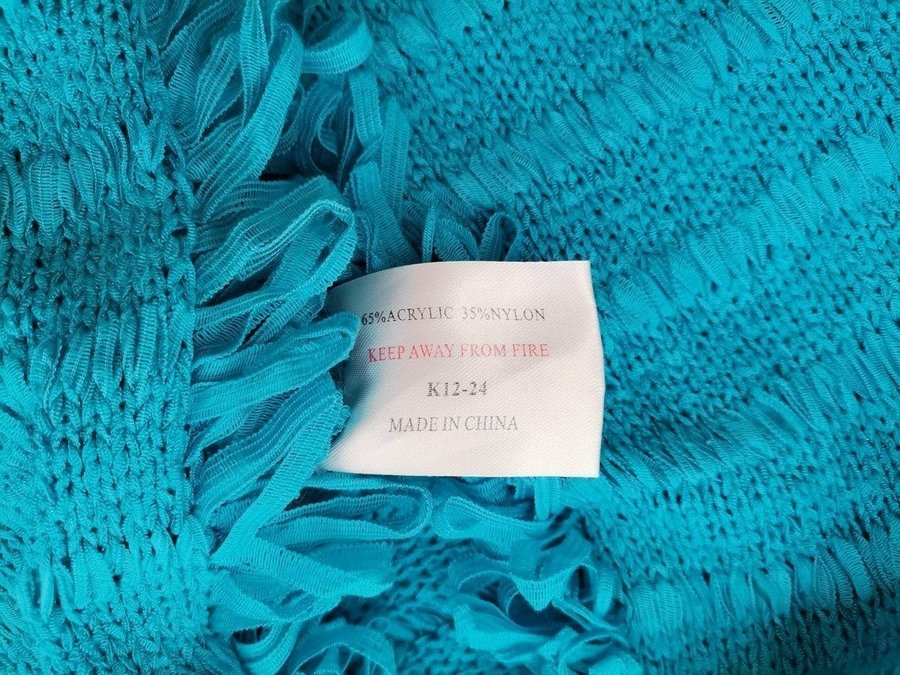 65%ACRYLIC 35%NYLON
KEEP AWAY FROM FIRE
K12-24
MADE IN CHINA